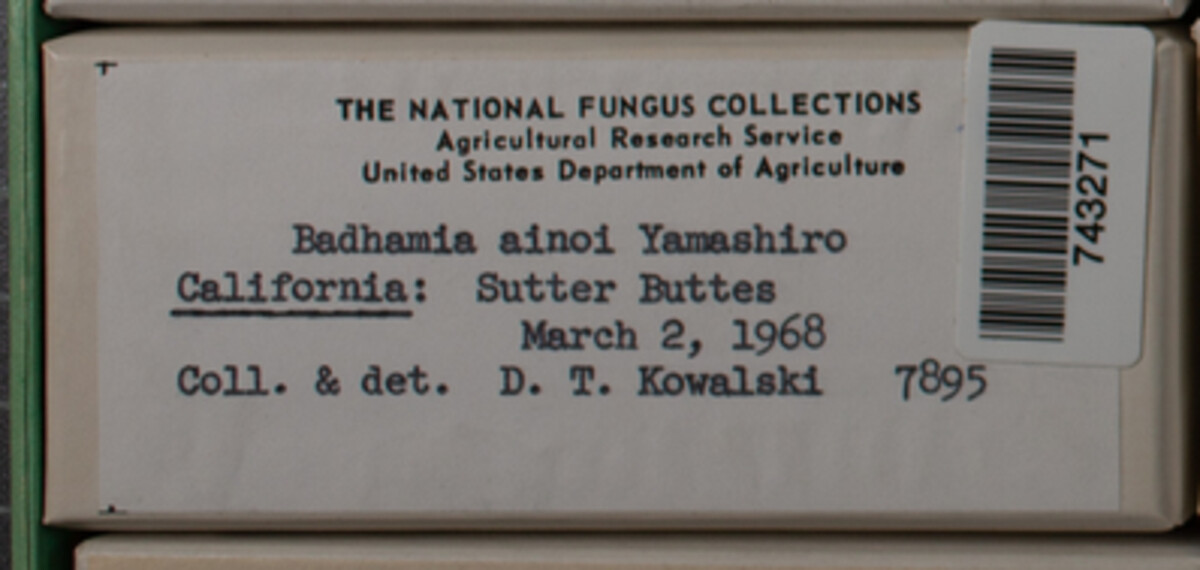 THE NATIONAL FUNGUS COLLECTIONS
Agricultural Research Service
United States Department of Agriculture
Badhamia ainoi Yamashiro
California: Sutter Buttes
March 2, 1968
Coll. & det. D. T. Kowalski 7895
743271